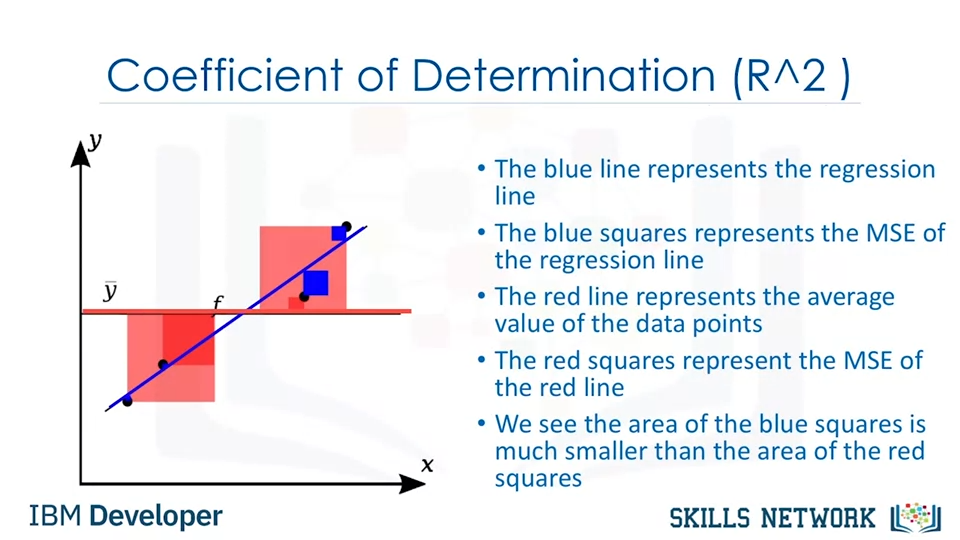 Coefficient of Determination (R^2 )
y
ȳ
f
x
• The blue line represents the regression
line
• The blue squares represents the MSE of
the regression line
• The red line represents the average
value of the data points
• The red squares represent the MSE of
the red line
• We see the area of the blue squares is
much smaller than the area of the red
squares
IBM Developer
SKILLS NETWORK